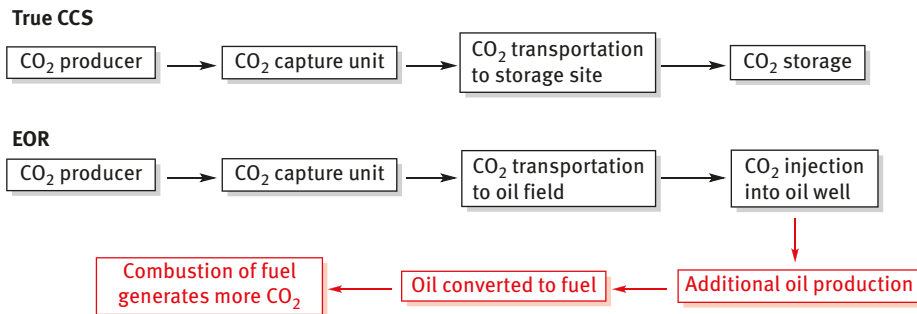 True CCS
CO₂ producer
CO₂ capture unit
CO₂ transportation
to storage site
CO₂ storage
EOR
CO₂ producer
CO₂ capture unit
CO₂ transportation
to oil field
CO₂ injection
into oil well
Additional oil production
Oil converted to fuel
Combustion of fuel
generates more CO₂